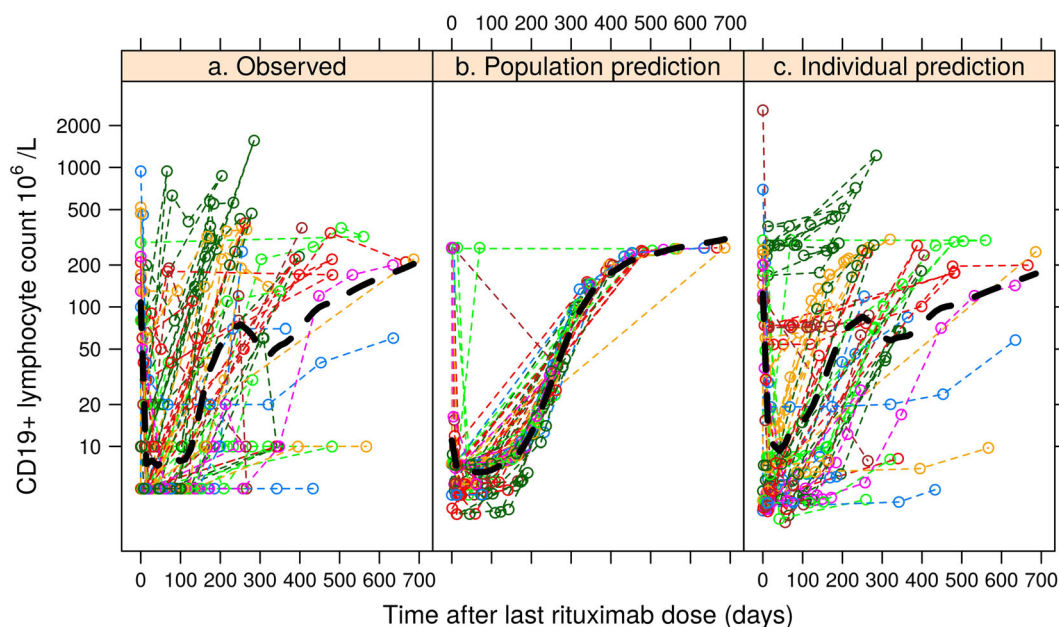 0 100 200 300 400 500 600 700
a. Observed
b. Population prediction
c. Individual prediction
CD19+ lymphocyte count 10⁶ /L
2000
1000
500
200
100
50
20
10
0 100 200 300 400 500 600 700
0 100 200 300 400 500 600 700
Time after last rituximab dose (days)